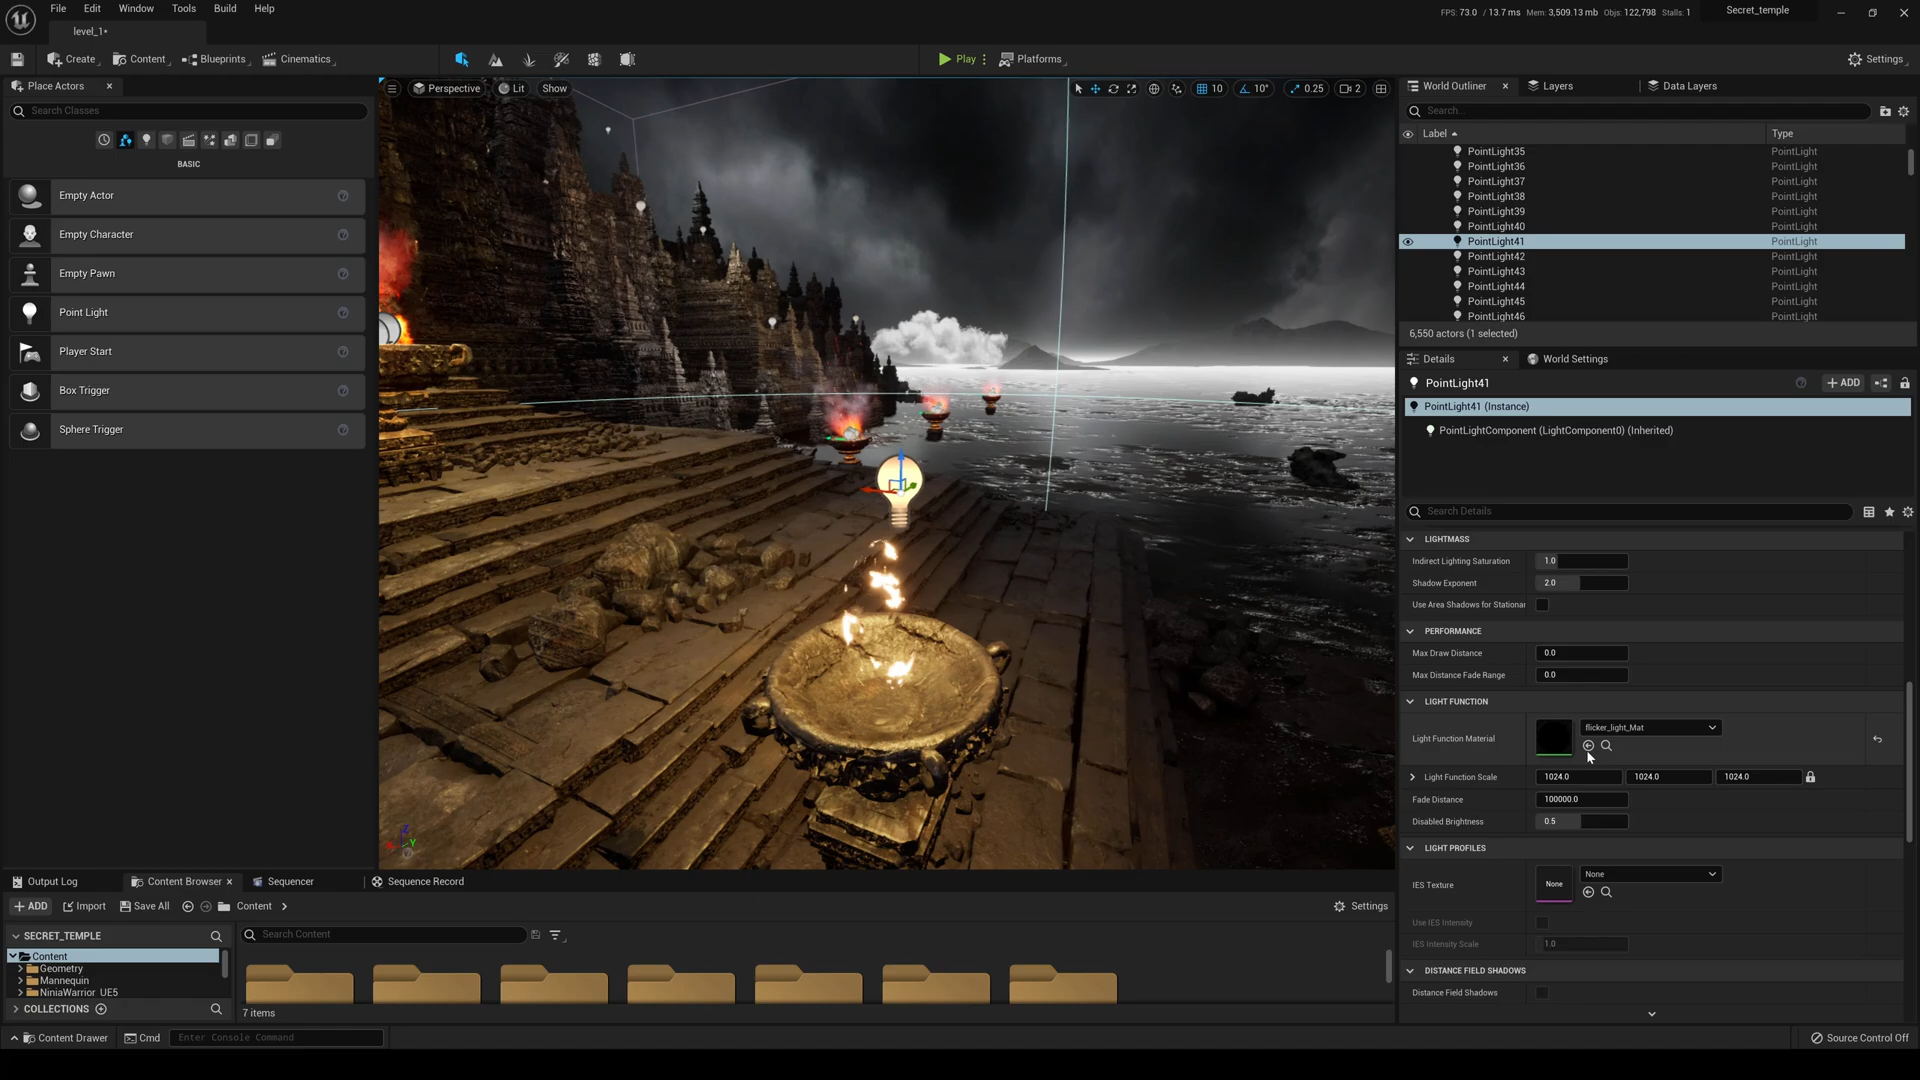 File Edit Window Tools Build Help
FPS: 73.0 / 13.7 ms Mem: 3,509.13 mb Objs: 122,798 Stalls: 1
Secret_temple
level_1*
Create Content Blueprints Cinematics
Play Platforms
Settings
Place Actors
Search Classes
BASIC
Empty Actor
Empty Character
Empty Pawn
Point Light
Player Start
Box Trigger
Sphere Trigger
Perspective Lit Show
10 10° 0.25 2
World Outliner Layers Data Layers
Search...
Label Type
PointLight35 PointLight
PointLight36 PointLight
PointLight37 PointLight
PointLight38 PointLight
PointLight39 PointLight
PointLight40 PointLight
PointLight41 PointLight
PointLight42 PointLight
PointLight43 PointLight
PointLight44 PointLight
PointLight45 PointLight
PointLight46 PointLight
6,550 actors (1 selected)
Details World Settings
PointLight41 ADD
PointLight41 (Instance)
PointLightComponent (LightComponent0) (Inherited)
Search Details
LIGHTMASS
Indirect Lighting Saturation 1.0
Shadow Exponent 2.0
Use Area Shadows for Stationar
PERFORMANCE
Max Draw Distance 0.0
Max Distance Fade Range 0.0
LIGHT FUNCTION
Light Function Material flicker_light_Mat
Light Function Scale 1024.0 1024.0 1024.0
Fade Distance 100000.0
Disabled Brightness 0.5
LIGHT PROFILES
IES Texture None None
Use IES Intensity
IES Intensity Scale 1.0
DISTANCE FIELD SHADOWS
Distance Field Shadows
Z
Y
Output Log Content Browser Sequencer Sequence Record
ADD Import Save All Content Settings
SECRET_TEMPLE
Search Content
Content
Geometry
Mannequin
NinjaWarrior_UE5
COLLECTIONS
7 items
Content Drawer Cmd Enter Console Command
Source Control Off